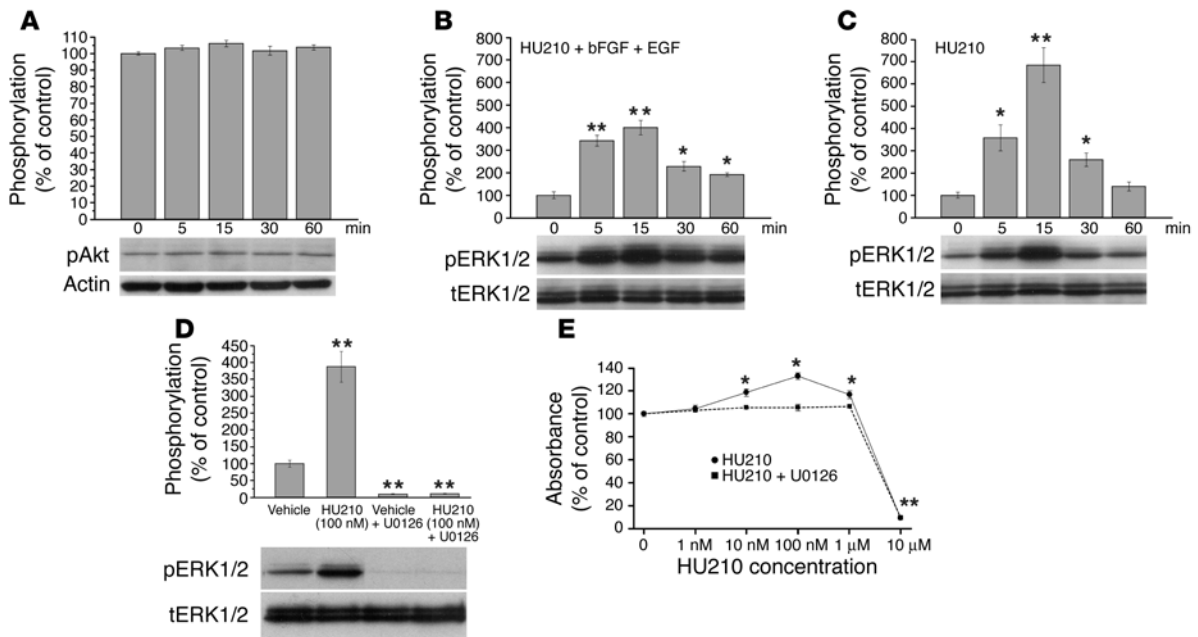 A
Phosphorylation
(% of control)
110
100
90
80
70
60
50
40
30
20
10
0
0 5 15 30 60 min
pAkt
Actin
B
Phosphorylation
(% of control)
800
700
600
500
400
300
200
100
0
HU210 + bFGF + EGF
** ** * *
0 5 15 30 60 min
pERK1/2
tERK1/2
C
Phosphorylation
(% of control)
800
700
600
500
400
300
200
100
0
HU210
* ** *
0 5 15 30 60 min
pERK1/2
tERK1/2
D
Phosphorylation
(% of control)
450
400
350
300
250
200
150
100
50
0
** ** **
Vehicle HU210 Vehicle HU210
(100 nM) + U0126 (100 nM)
+ U0126
pERK1/2
tERK1/2
E
Absorbance
(% of control)
140
120
100
80
60
40
20
0
* * * **
HU210
HU210 + U0126
0 1 nM 10 nM 100 nM 1 µM 10 µM
HU210 concentration